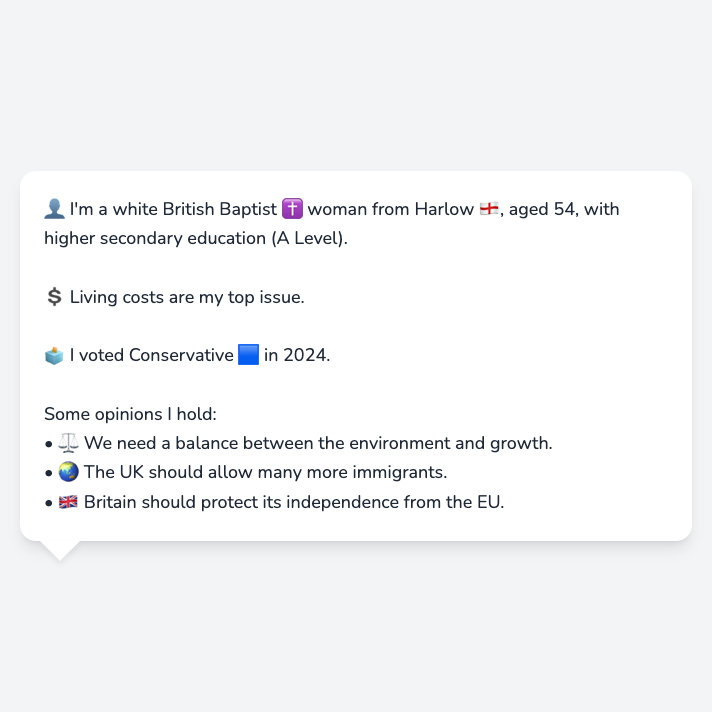 👤 I'm a white British Baptist ✝️ woman from Harlow 🏴󠁧󠁢󠁥󠁮󠁧󠁿, aged 54, with
higher secondary education (A Level).
💲 Living costs are my top issue.
🗳️ I voted Conservative 🟦 in 2024.
Some opinions I hold:
• ⚖️ We need a balance between the environment and growth.
• 🌏 The UK should allow many more immigrants.
• 🇬🇧 Britain should protect its independence from the EU.